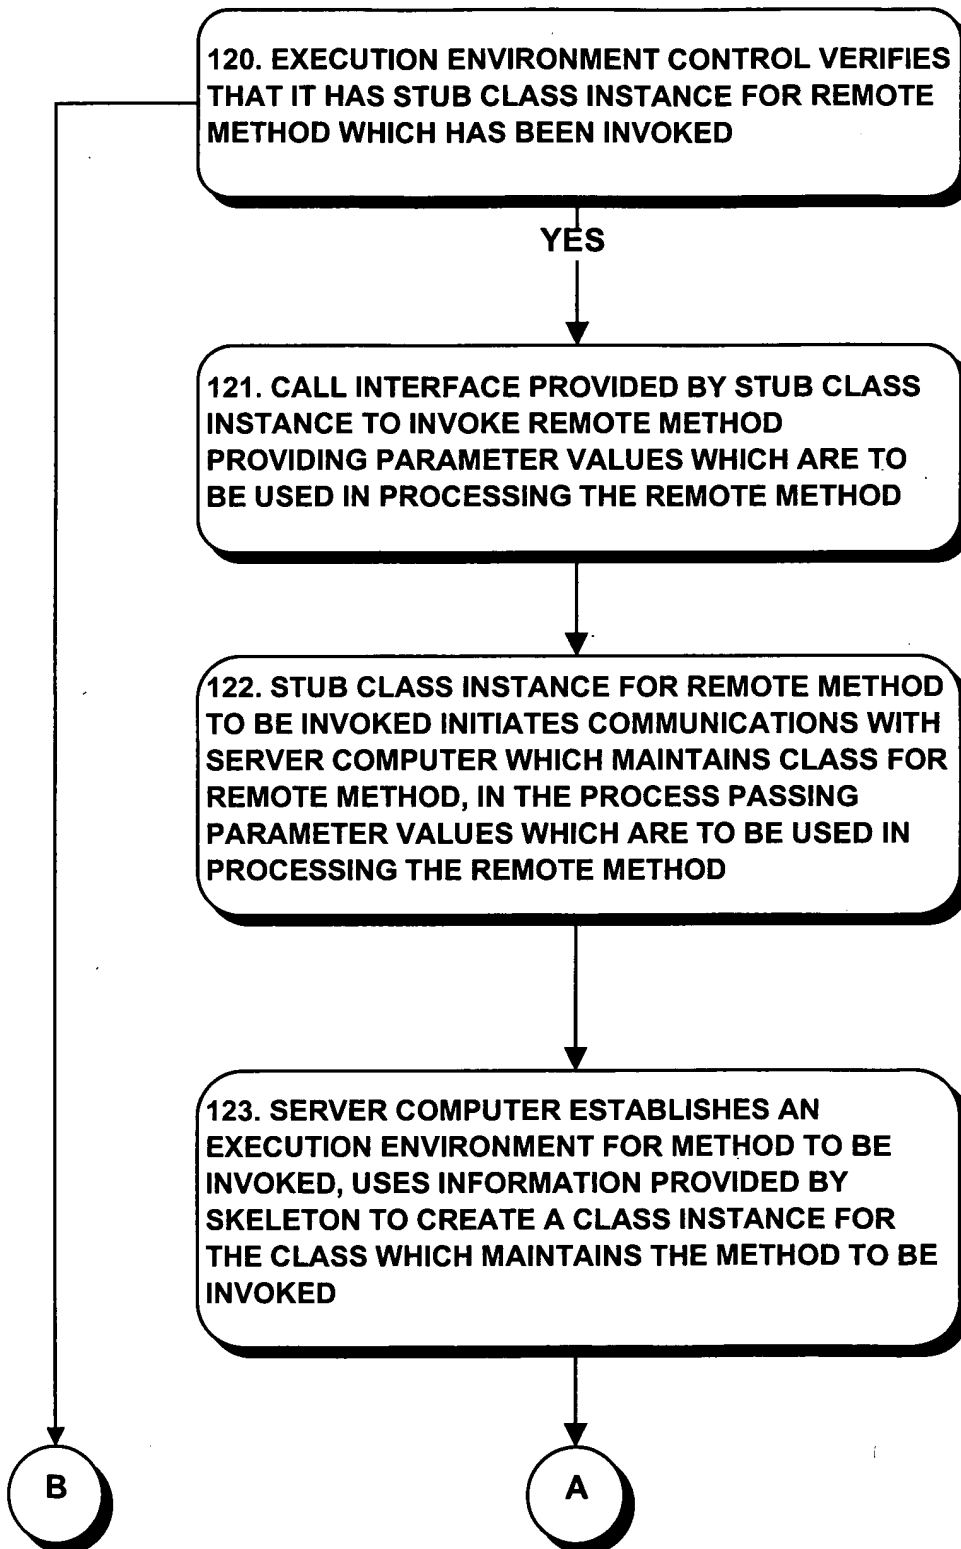 120. EXECUTION ENVIRONMENT CONTROL VERIFIES
THAT IT HAS STUB CLASS INSTANCE FOR REMOTE
METHOD WHICH HAS BEEN INVOKED
YES
121. CALL INTERFACE PROVIDED BY STUB CLASS
INSTANCE TO INVOKE REMOTE METHOD
PROVIDING PARAMETER VALUES WHICH ARE TO
BE USED IN PROCESSING THE REMOTE METHOD
122. STUB CLASS INSTANCE FOR REMOTE METHOD
TO BE INVOKED INITIATES COMMUNICATIONS WITH
SERVER COMPUTER WHICH MAINTAINS CLASS FOR
REMOTE METHOD, IN THE PROCESS PASSING
PARAMETER VALUES WHICH ARE TO BE USED IN
PROCESSING THE REMOTE METHOD
123. SERVER COMPUTER ESTABLISHES AN
EXECUTION ENVIRONMENT FOR METHOD TO BE
INVOKED, USES INFORMATION PROVIDED BY
SKELETON TO CREATE A CLASS INSTANCE FOR
THE CLASS WHICH MAINTAINS THE METHOD TO BE
INVOKED
B
A